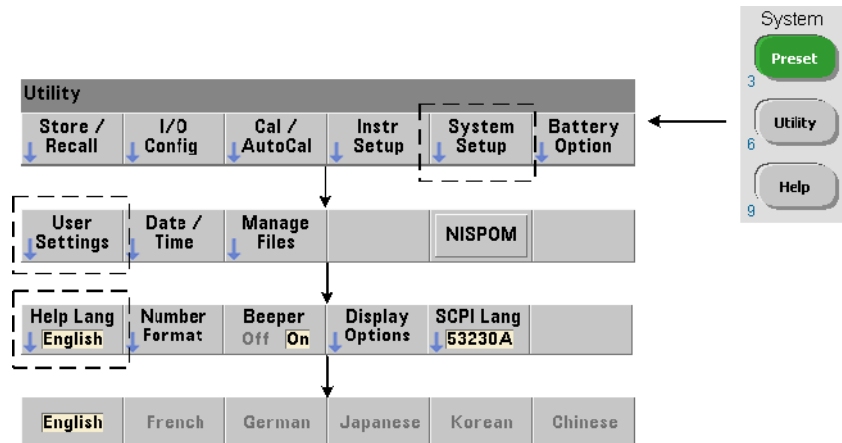 System
Preset
3
Utility
6
Help
9
Utility
Store / Recall
I/O Config
Cal / AutoCal
Instr Setup
System Setup
Battery Option
User Settings
Date / Time
Manage Files
NISPOM
Help Lang
English
Number Format
Beeper
Off On
Display Options
SCPI Lang
53230A
English
French
German
Japanese
Korean
Chinese